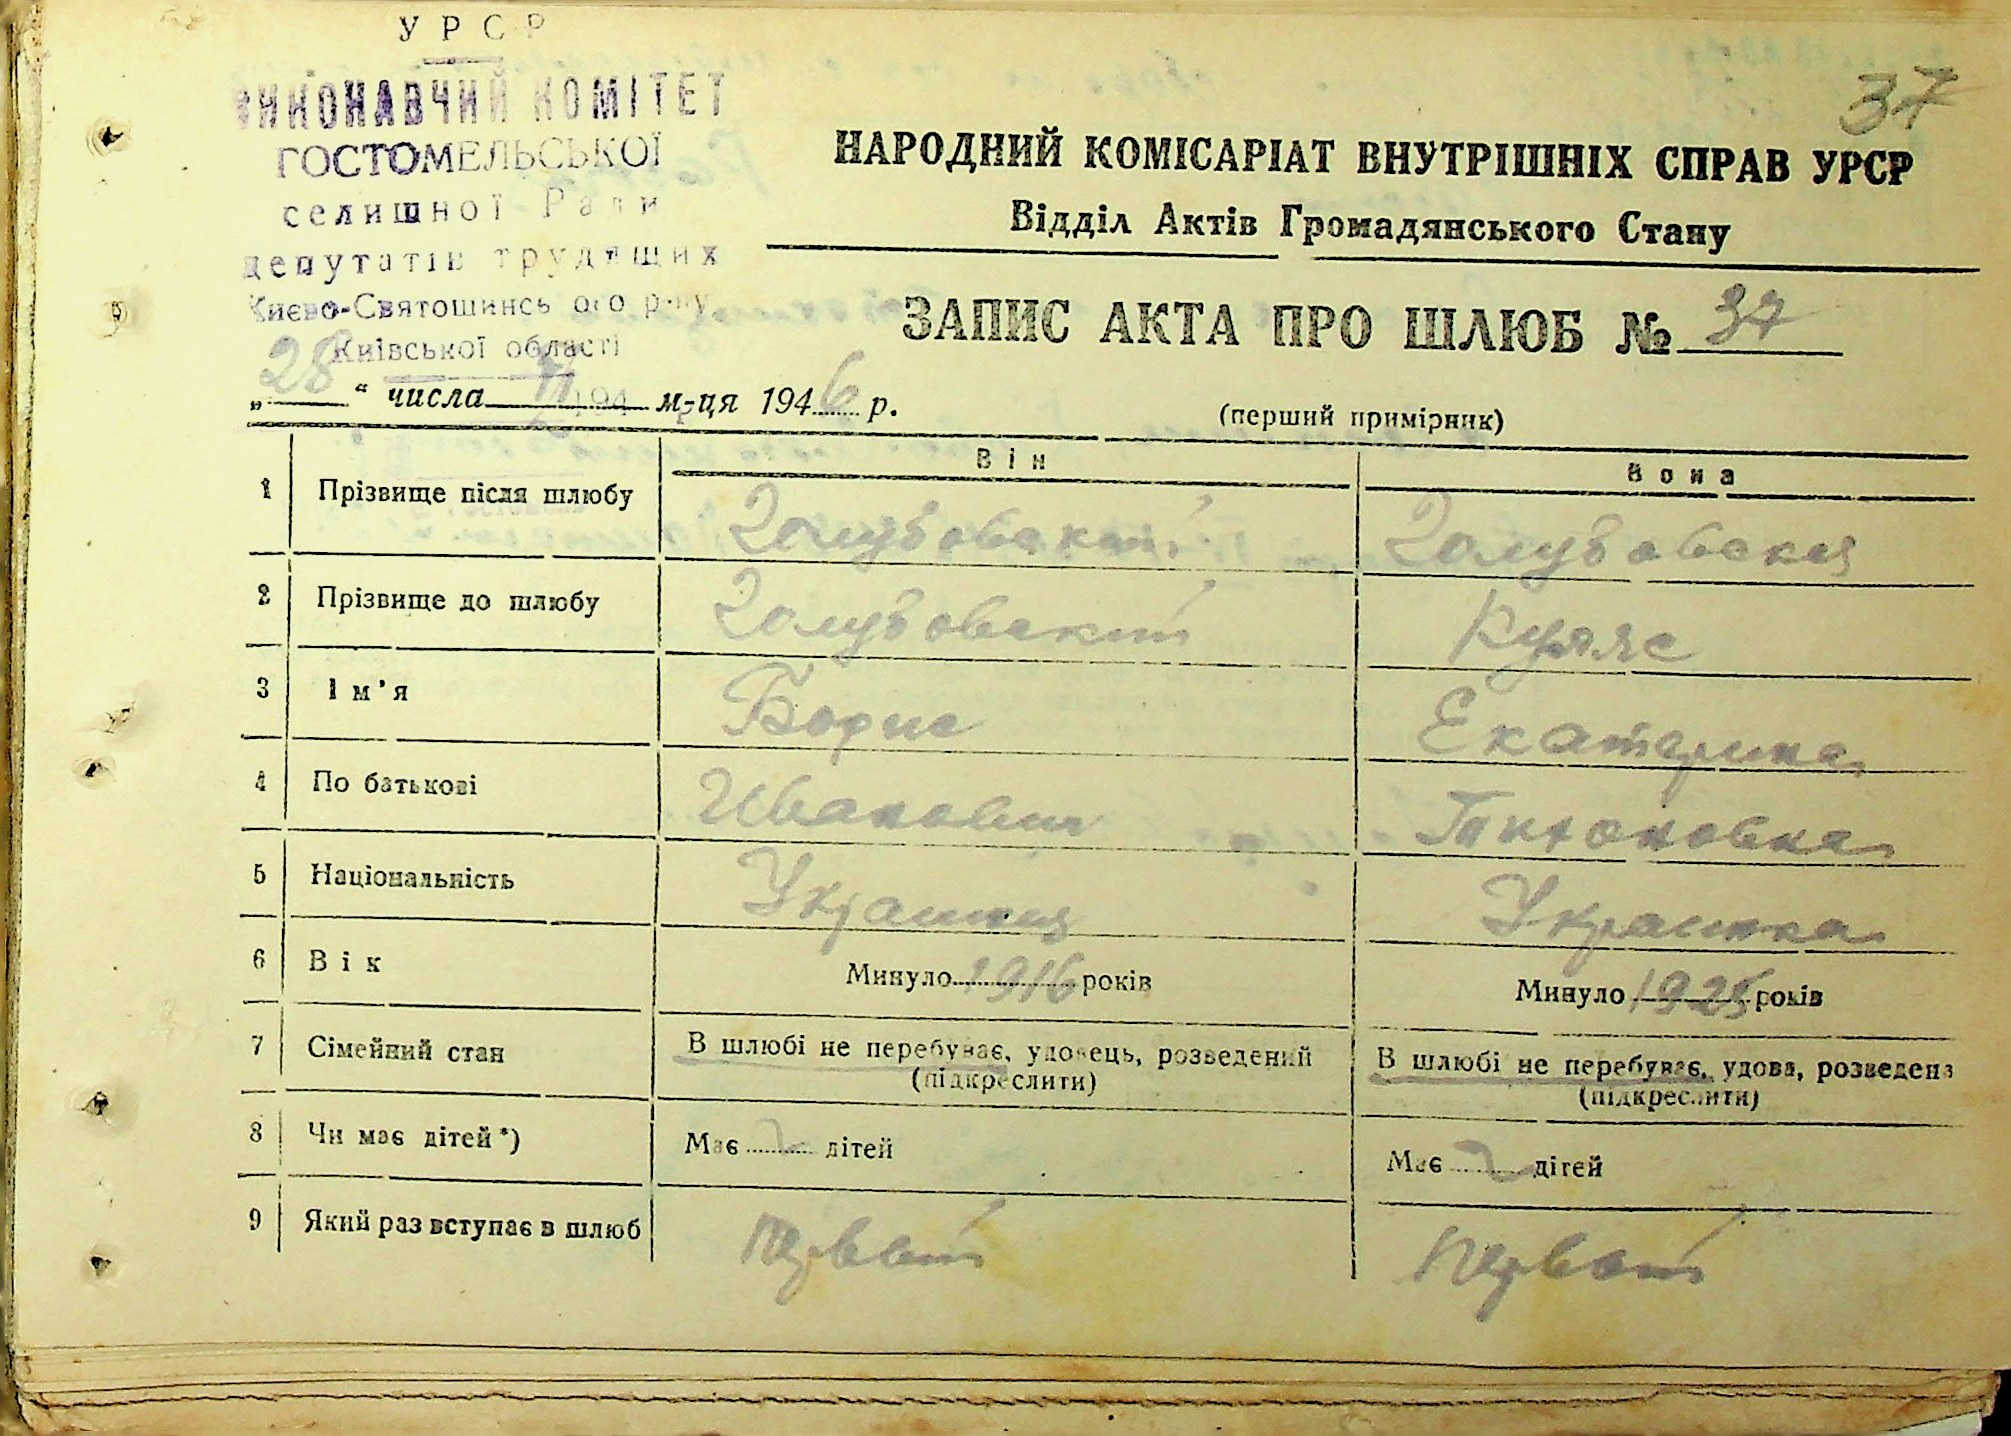 37
УРСР
ВИКОНАВЧИЙ КОМІТЕТ
ГОСТОМЕЛЬСЬКОЇ
селишної Ради
депутатів трудящих
Києво-Святошинського р-ну
Київської області
НАРОДНИЙ КОМІСАРІАТ ВНУТРІШНІХ СПРАВ УРСР
Відділ Актів Громадянського Стану
ЗАПИС АКТА ПРО ШЛЮБ № 37
„28“ числа м-ця 1946 р.
(перший примірник)
Він Вона
1 Прізвище після шлюбу Голубовский Голубовская
2 Прізвище до шлюбу Голубовский
3 Ім'я Борис Екатерина
4 По батькові Иванович Тихоновна
5 Національність Украинец Украинка
6 Вік Минуло 1916 років Минуло 1925 років
7 Сімейний стан В шлюбі не перебуває, удовець, розведений В шлюбі не перебуває, удова, розведена
(підкреслити) (підкреслити)
8 Чи має дітей*) Має дітей Має дітей
9 Який раз вступає в шлюб первый первый